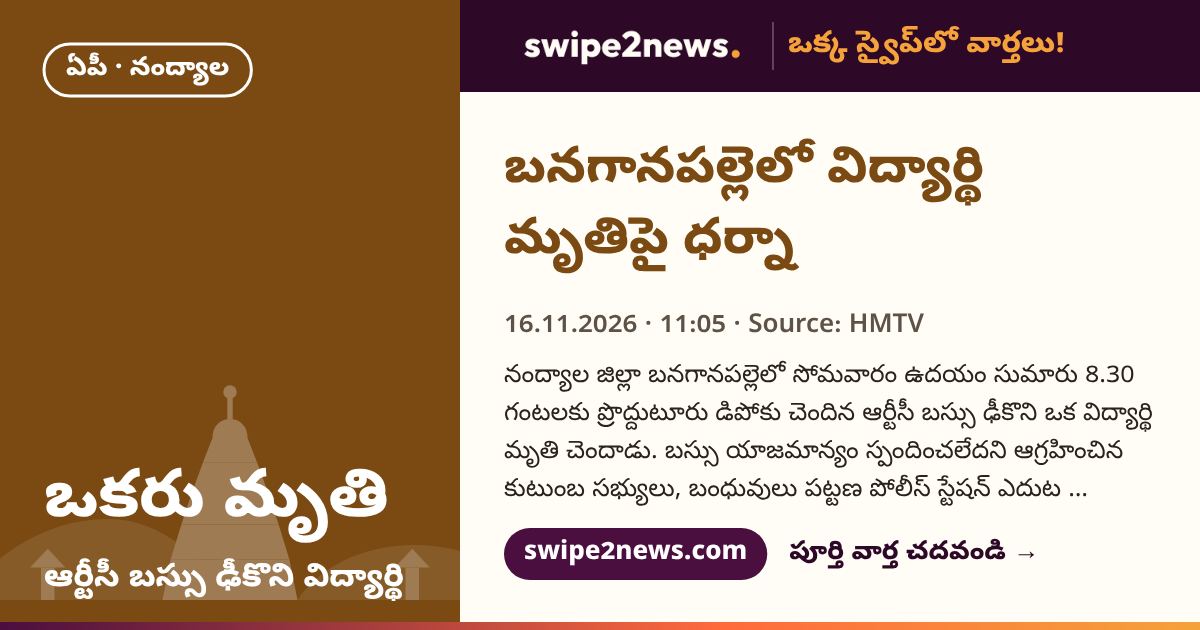 ఏపీ · నంద్యాల
ఒకరు మృతి
ఆర్టీసీ బస్సు ఢీకొని విద్యార్థి
swipe2news.
ఒక్క స్వైప్‌లో వార్తలు!
బనగానపల్లెలో విద్యార్థి
మృతిపై ధర్నా
16.11.2026 · 11:05 · Source: HMTV
నంద్యాల జిల్లా బనగానపల్లెలో సోమవారం ఉదయం సుమారు 8.30
గంటలకు ప్రొద్దుటూరు డిపోకు చెందిన ఆర్టీసీ బస్సు ఢీకొని ఒక విద్యార్థి
మృతి చెందాడు. బస్సు యాజమాన్యం స్పందించలేదని ఆగ్రహించిన
కుటుంబ సభ్యులు, బంధువులు పట్టణ పోలీస్ స్టేషన్ ఎదుట ...
swipe2news.com
పూర్తి వార్త చదవండి →